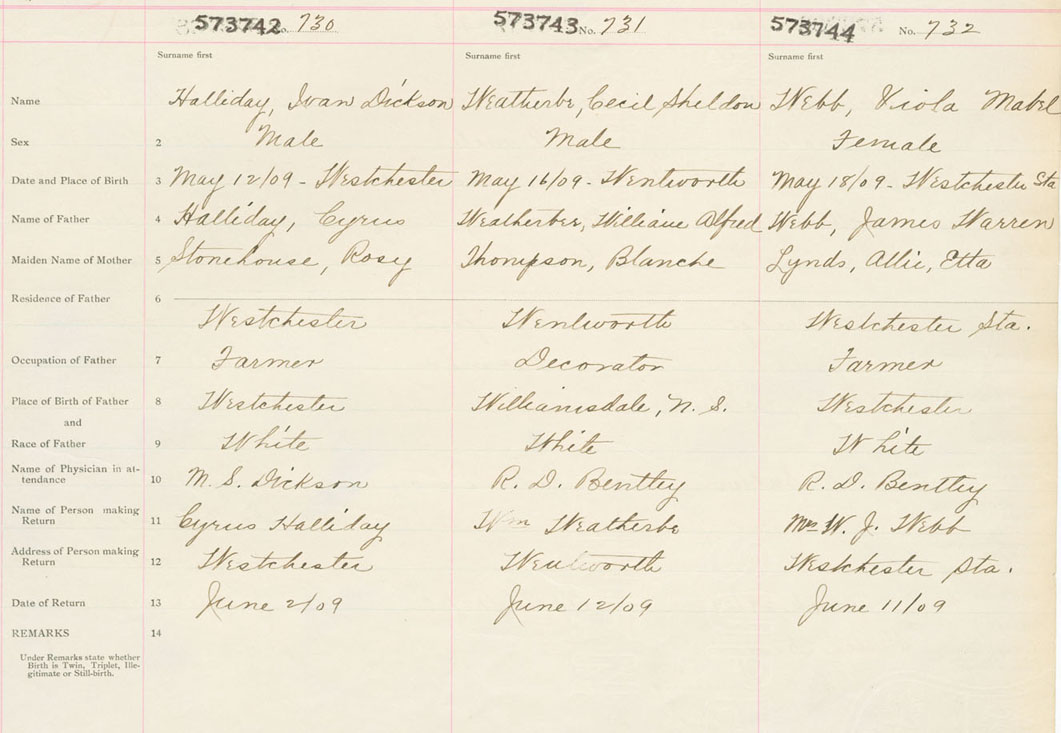 573742 No. 730 573743 No. 731 573744 No. 732
Surname first Surname first Surname first
Name Halliday, Ivan Dickson Weatherbe, Cecil Sheldon Webb, Viola Mabel
Sex 2 Male Male Female
Date and Place of Birth 3 May 12/09 - Westchester May 16/09 - Wentworth May 18/09 - Westchester Sta
Name of Father 4 Halliday, Cyrus Weatherbee, William Alfred Webb, James Warren
Maiden Name of Mother 5 Stonehouse, Rosy Thompson, Blanche Lynds, Allie, Etta
Residence of Father 6
Westchester Wentworth Westchester Sta.
Occupation of Father 7 Farmer Decorator Farmer
Place of Birth of Father 8 Westchester Williamsdale, N. S. Westchester
and
Race of Father 9 White White White
Name of Physician in at-
tendance 10 M. S. Dickson R. D. Bentley R. D. Bentley
Name of Person making
Return 11 Cyrus Halliday Wm Weatherbe Mrs W. J. Webb
Address of Person making
Return 12 Westchester Wentworth Westchester Sta.
Date of Return 13 June 2/09 June 12/09 June 11/09
REMARKS 14
Under Remarks state whether
Birth is Twin, Triplet, Ille-
gitimate or Still-birth.